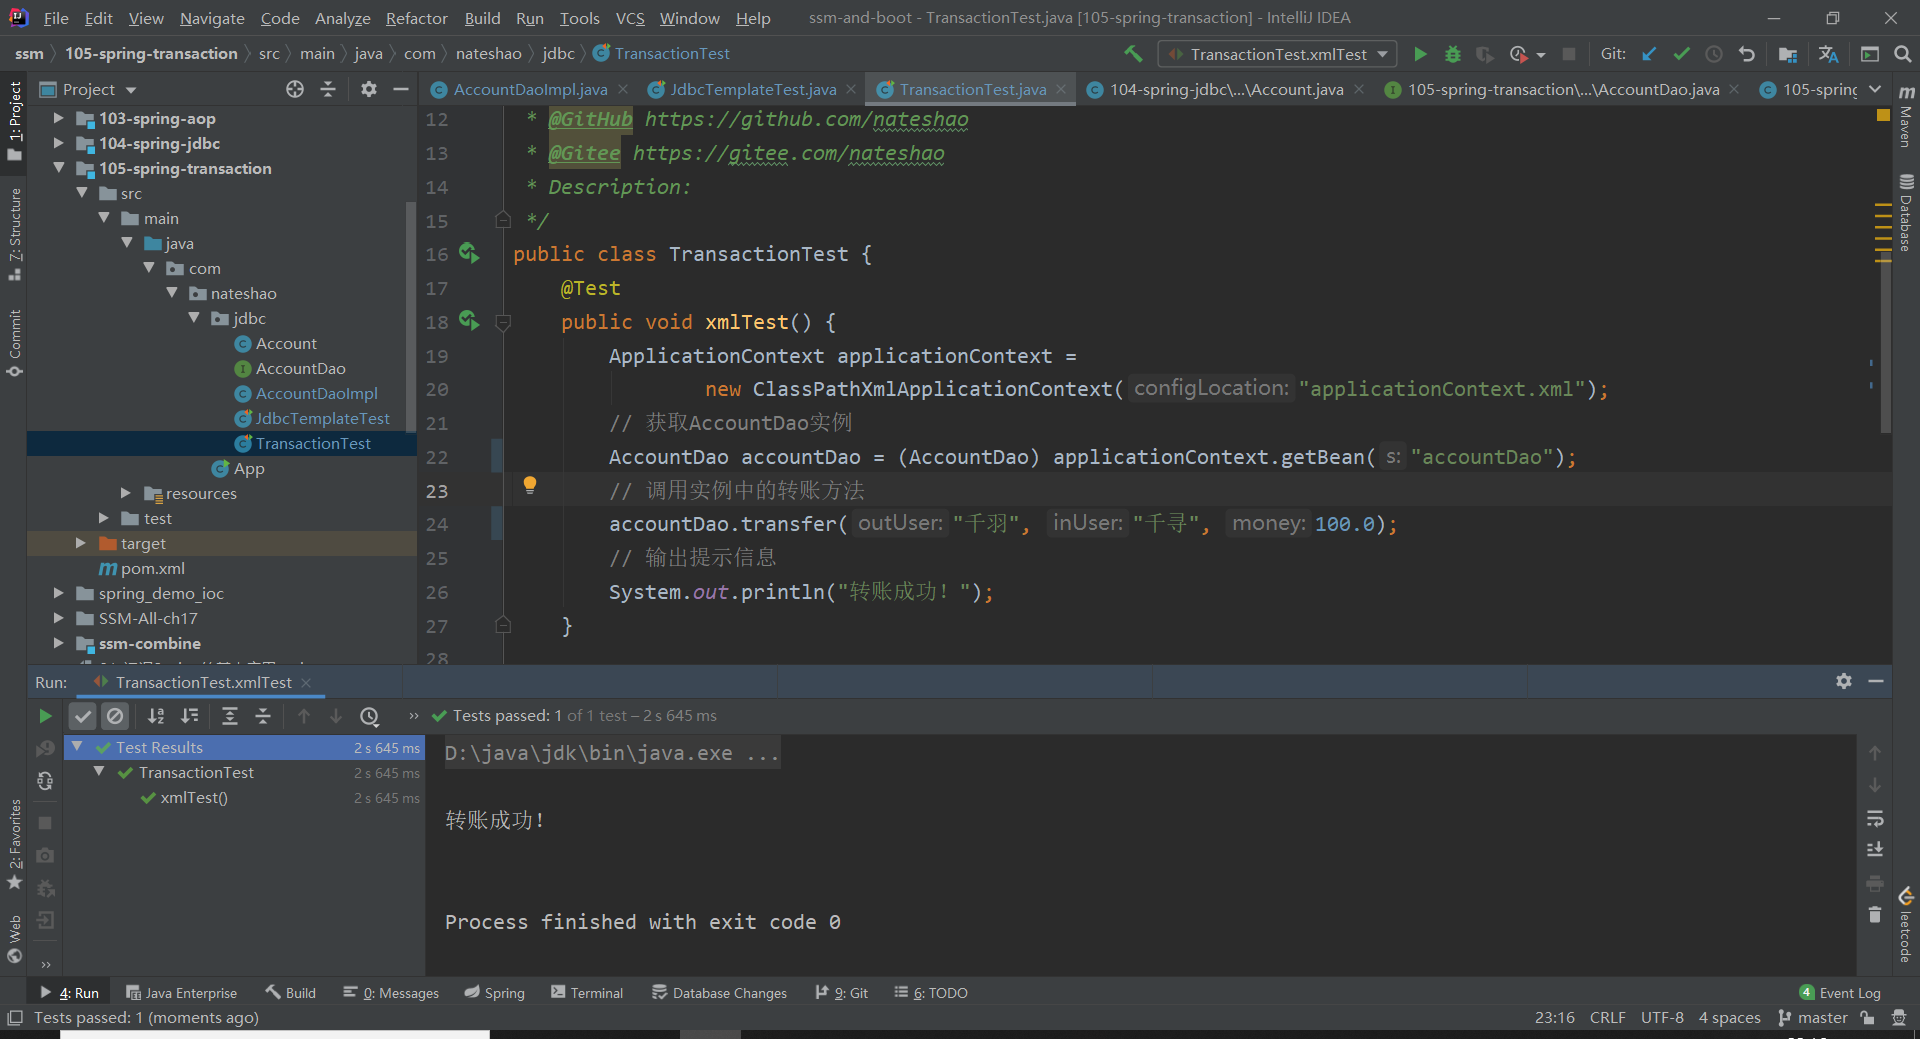 File Edit View Navigate Code Analyze Refactor Build Run Tools VCS Window Help ssm-and-boot - TransactionTest.java [105-spring-transaction] - IntelliJ IDEA
ssm 105-spring-transaction src main java com nateshao jdbc TransactionTest TransactionTest.xmlTest Git:
Project AccountDaoImpl.java JdbcTemplateTest.java TransactionTest.java 104-spring-jdbc\...\Account.java 105-spring-transaction\...\AccountDao.java 105-spring
1: Project
7: Structure
Commit
2: Favorites
Web
Maven
Database
leetcode
103-spring-aop
104-spring-jdbc
105-spring-transaction
src
main
java
com
nateshao
jdbc
Account
AccountDao
AccountDaoImpl
JdbcTemplateTest
TransactionTest
App
resources
test
target
pom.xml
spring_demo_ioc
SSM-All-ch17
ssm-combine
12 * @GitHub https://github.com/nateshao
13 * @Gitee https://gitee.com/nateshao
14 * Description:
15 */
16 public class TransactionTest {
17 @Test
18 public void xmlTest() {
19 ApplicationContext applicationContext =
20 new ClassPathXmlApplicationContext( configLocation: "applicationContext.xml");
21 // 获取AccountDao实例
22 AccountDao accountDao = (AccountDao) applicationContext.getBean( s: "accountDao");
23 // 调用实例中的转账方法
24 accountDao.transfer( outUser: "千羽", inUser: "千寻", money: 100.0);
25 // 输出提示信息
26 System.out.println("转账成功！");
27 }
28
Run: TransactionTest.xmlTest
Tests passed: 1 of 1 test – 2 s 645 ms
Test Results 2 s 645 ms
TransactionTest 2 s 645 ms
xmlTest() 2 s 645 ms
D:\java\jdk\bin\java.exe ...
转账成功！
Process finished with exit code 0
4: Run Java Enterprise Build 0: Messages Spring Terminal Database Changes 9: Git 6: TODO 4 Event Log
Tests passed: 1 (moments ago) 23:16 CRLF UTF-8 4 spaces master